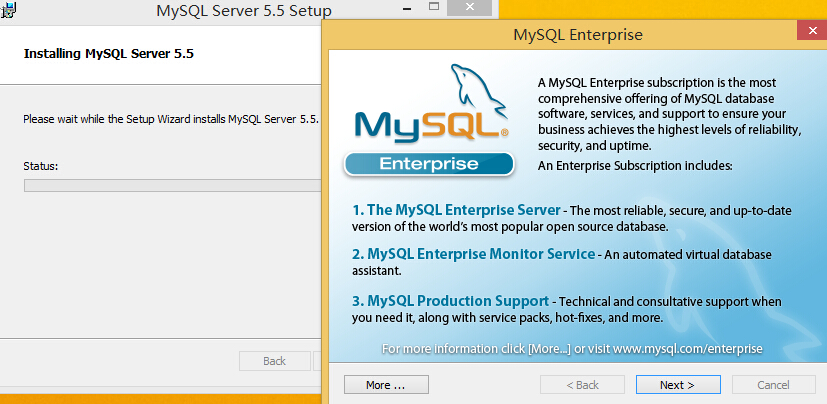 MySQL Server 5.5 Setup
Installing MySQL Server 5.5
Please wait while the Setup Wizard installs MySQL Server 5.5.
Status:
Back
MySQL Enterprise
MySQL®
Enterprise
A MySQL Enterprise subscription is the most
comprehensive offering of MySQL database
software, services, and support to ensure your
business achieves the highest levels of reliability,
security, and uptime.
An Enterprise Subscription includes:
1. The MySQL Enterprise Server - The most reliable, secure, and up-to-date
version of the world's most popular open source database.
2. MySQL Enterprise Monitor Service - An automated virtual database
assistant.
3. MySQL Production Support - Technical and consultative support when
you need it, along with service packs, hot-fixes, and more.
For more information click [More...] or visit www.mysql.com/enterprise
More ...
< Back
Next >
Cancel